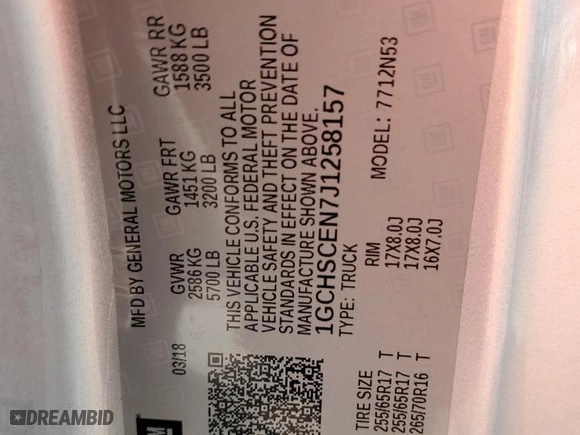 MFD BY GENERAL MOTORS LLC
03/18
GVWR
2586 KG
5700 LB
GAWR FRT
1451 KG
3200 LB
GAWR RR
1588 KG
3500 LB
THIS VEHICLE CONFORMS TO ALL
APPLICABLE U.S. FEDERAL MOTOR
VEHICLE SAFETY AND THEFT PREVENTION
STANDARDS IN EFFECT ON THE DATE OF
MANUFACTURE SHOWN ABOVE.
1GCHSCEN7J1258157
TYPE: TRUCK
MODEL: 7712N53
TIRE SIZE
RIM
255/65R17 T
17X8.0J
255/65R17 T
17X8.0J
265/70R16 T
16X7.0J
GM
DREAMBID